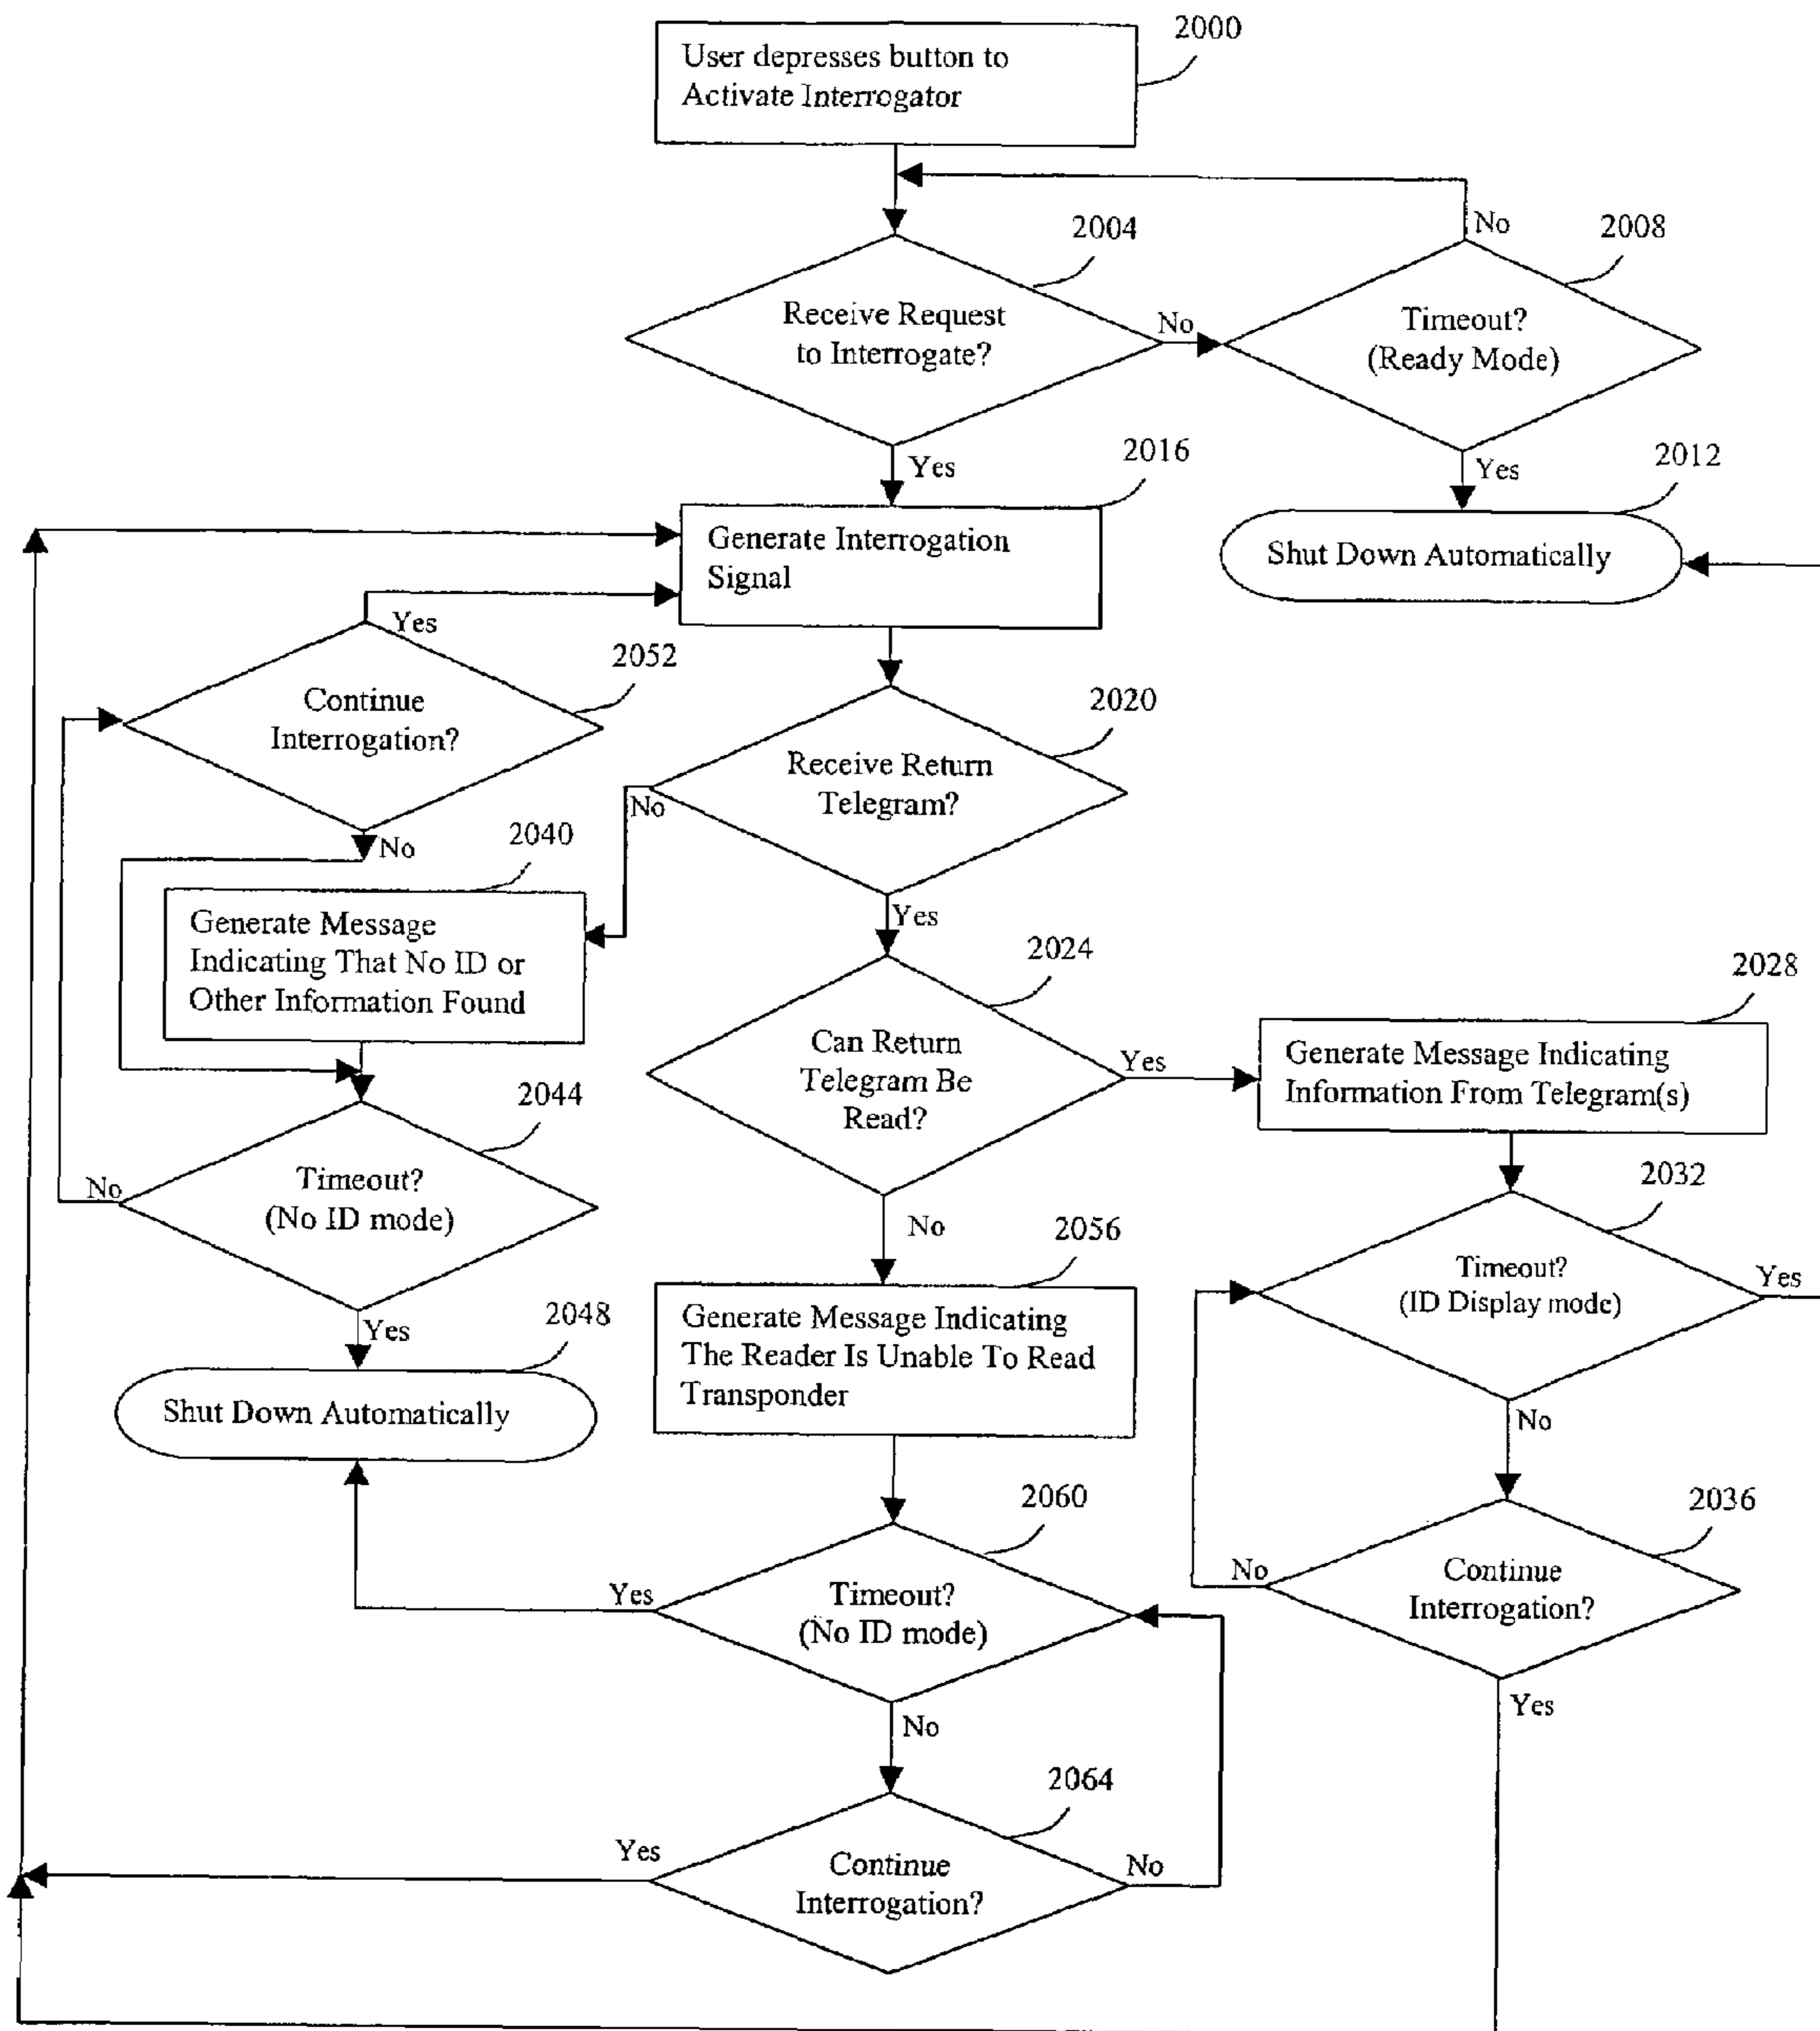 2000
User depresses button to
Activate Interrogator
2004
Receive Request
to Interrogate?
No
Yes
2008
Timeout?
(Ready Mode)
No
Yes
2012
Shut Down Automatically
2016
Generate Interrogation
Signal
2052
Continue
Interrogation?
Yes
No
2020
Receive Return
Telegram?
No
Yes
2040
Generate Message
Indicating That No ID or
Other Information Found
2024
Can Return
Telegram Be
Read?
Yes
No
2028
Generate Message Indicating
Information From Telegram(s)
2044
Timeout?
(No ID mode)
No
Yes
2032
Timeout?
(ID Display mode)
Yes
No
2056
Generate Message Indicating
The Reader Is Unable To Read
Transponder
2048
Shut Down Automatically
2060
Timeout?
(No ID mode)
Yes
No
2036
Continue
Interrogation?
No
Yes
2064
Continue
Interrogation?
Yes
No